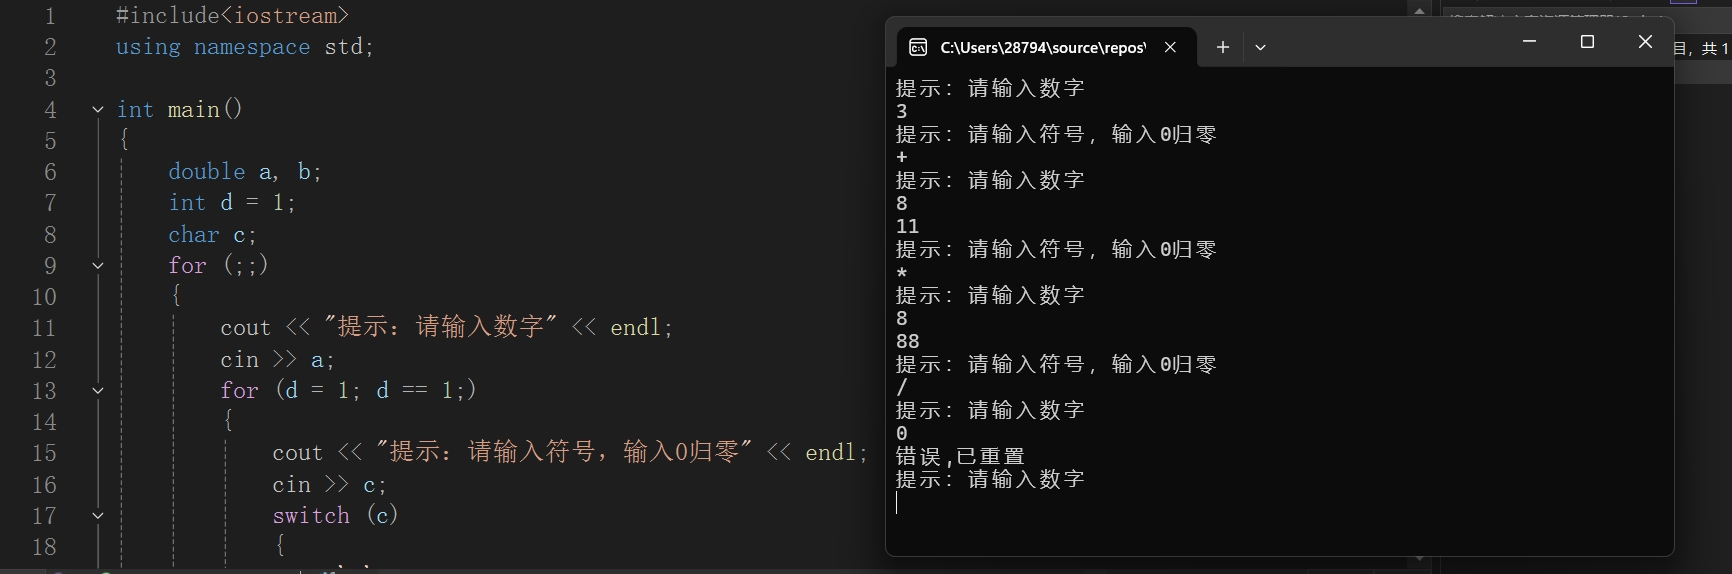 1 #include<iostream>
2 using namespace std;
3
4 int main()
5 {
6 double a, b;
7 int d = 1;
8 char c;
9 for (;;)
10 {
11 cout << "提示：请输入数字" << endl;
12 cin >> a;
13 for (d = 1; d == 1;)
14 {
15 cout << "提示：请输入符号，输入0归零" << endl;
16 cin >> c;
17 switch (c)
18 {
C:\Users\28794\source\repos\
提示：请输入数字
3
提示：请输入符号，输入0归零
+
提示：请输入数字
8
11
提示：请输入符号，输入0归零
*
提示：请输入数字
8
88
提示：请输入符号，输入0归零
/
提示：请输入数字
0
错误,已重置
提示：请输入数字
目，共 1